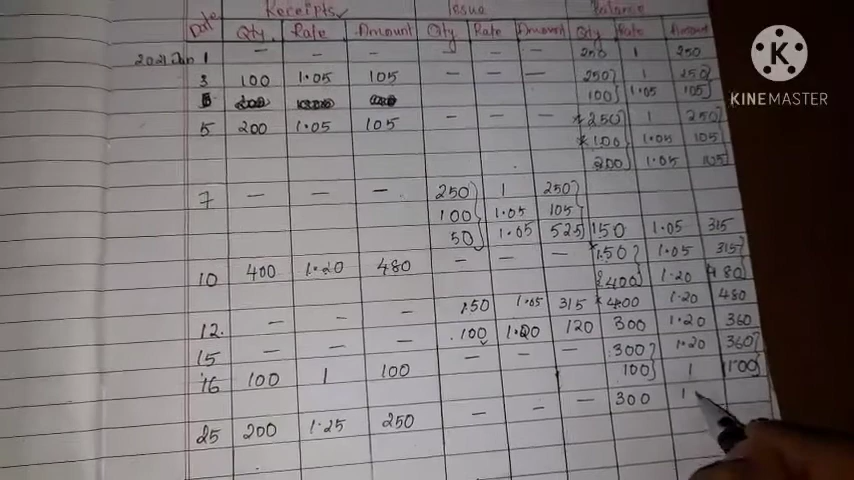 Receipts Issue Balance
Date Qty Rate Amount Qty Rate Amount Qty Rate Amount
2021 Jan 1 — — — — — — 250 1 250
3 100 1.05 105 — — — 250 1 250
100 1.05 105
5 200 1.05 105 — — — *250 1 250
*100 1.05 105
200 1.05 105
7 — — — 250 1 250
100 1.05 105
50 1.05 525 150 1.05 315
10 400 1.20 480 — — — *150 1.05 315
400 1.20 480
12. — — — 150 1.05 315 *400 1.20 480
15 — — — 100 1.20 120 300 1.20 360
16 100 1 100 — — — 300 1.20 360
100 1 100
25 200 1.25 250 — — — 300 1
K
KINEMASTER